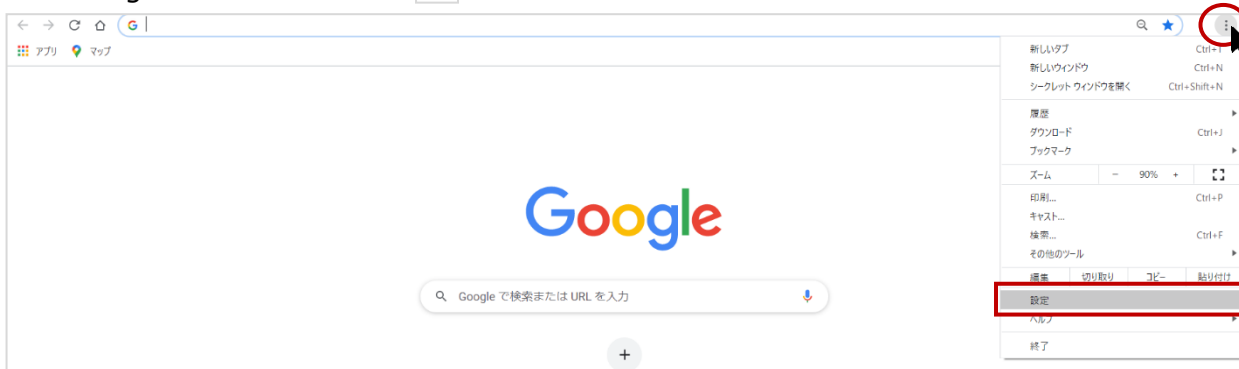 アプリ マップ
Google
Google で検索または URL を入力
新しいタブ Ctrl+T
新しいウィンドウ Ctrl+N
シークレット ウィンドウを開く Ctrl+Shift+N
履歴
ダウンロード Ctrl+J
ブックマーク
ズーム － 90% +
印刷... Ctrl+P
キャスト...
検索... Ctrl+F
その他のツール
編集 切り取り コピー 貼り付け
設定
ヘルプ
終了